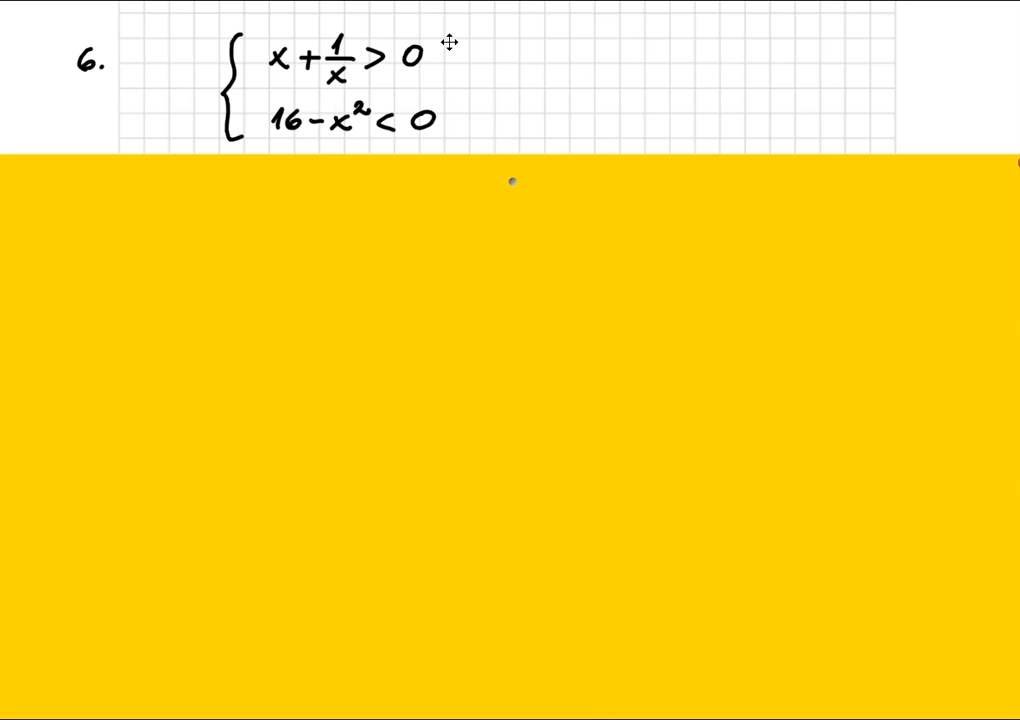 6. { x + 1/x > 0
16 - x² < 0